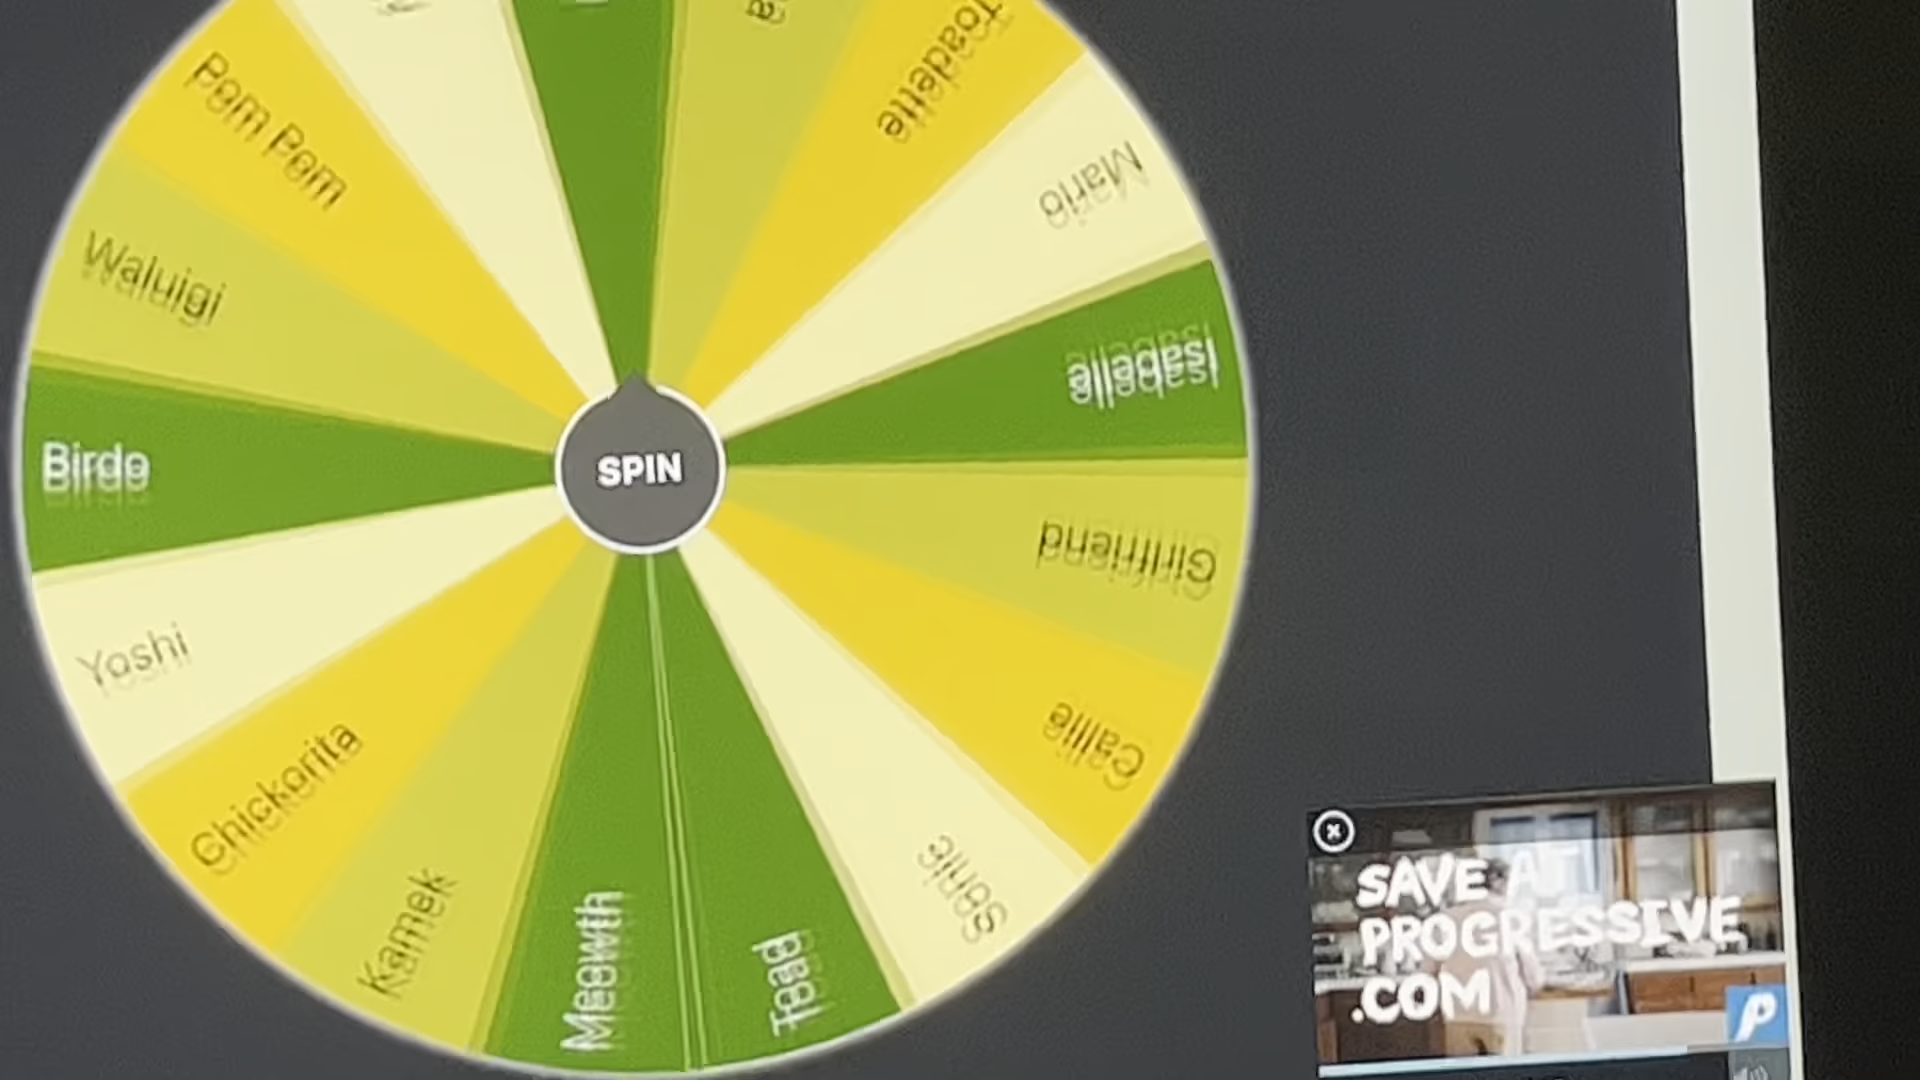 Toadette
Mario
Isabelle
Girlfriend
Callie
Sonic
Toad
Meowth
Kamek
Chickorita
Yoshi
Birdo
Waluigi
Pom Pom
SPIN
SAVE AT
PROGRESSIVE
.COM
P